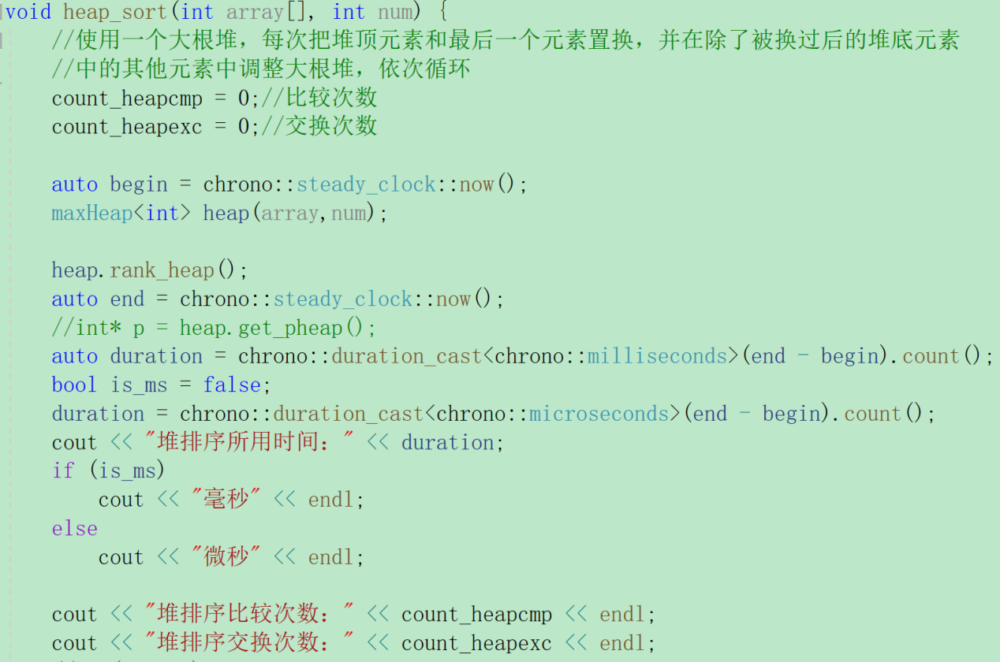 void heap_sort(int array[], int num) {
//使用一个大根堆，每次把堆顶元素和最后一个元素置换，并在除了被换过后的堆底元素
//中的其他元素中调整大根堆，依次循环
count_heapcmp = 0;//比较次数
count_heapexc = 0;//交换次数
auto begin = chrono::steady_clock::now();
maxHeap<int> heap(array,num);
heap.rank_heap();
auto end = chrono::steady_clock::now();
//int* p = heap.get_pheap();
auto duration = chrono::duration_cast<chrono::milliseconds>(end - begin).count();
bool is_ms = false;
duration = chrono::duration_cast<chrono::microseconds>(end - begin).count();
cout << "堆排序所用时间：" << duration;
if (is_ms)
cout << "毫秒" << endl;
else
cout << "微秒" << endl;
cout << "堆排序比较次数：" << count_heapcmp << endl;
cout << "堆排序交换次数：" << count_heapexc << endl;